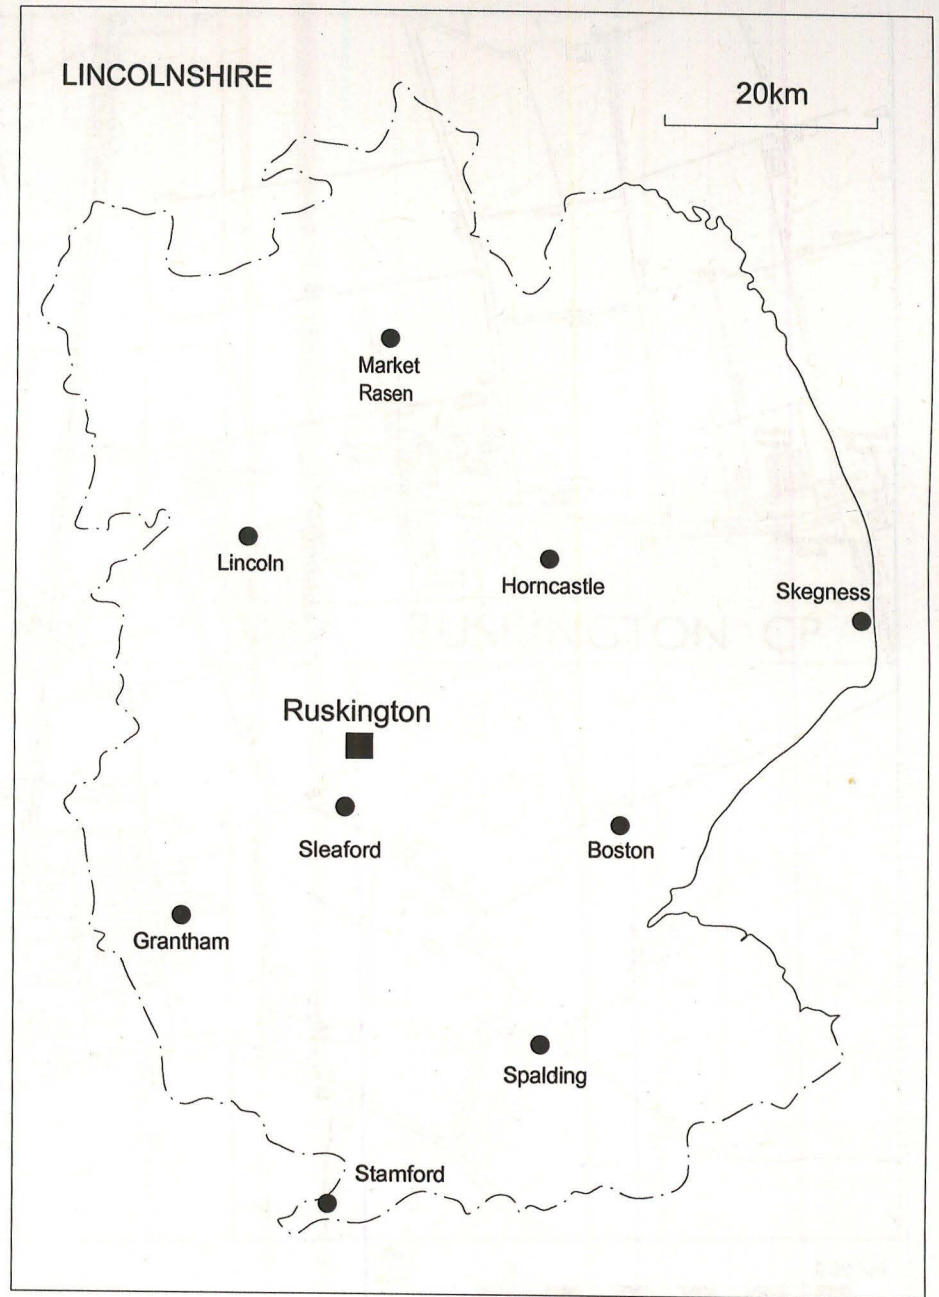 LINCOLNSHIRE
20km
Market
Rasen
Lincoln
Horncastle
Skegness
Ruskington
Sleaford
Boston
Grantham
Spalding
Stamford